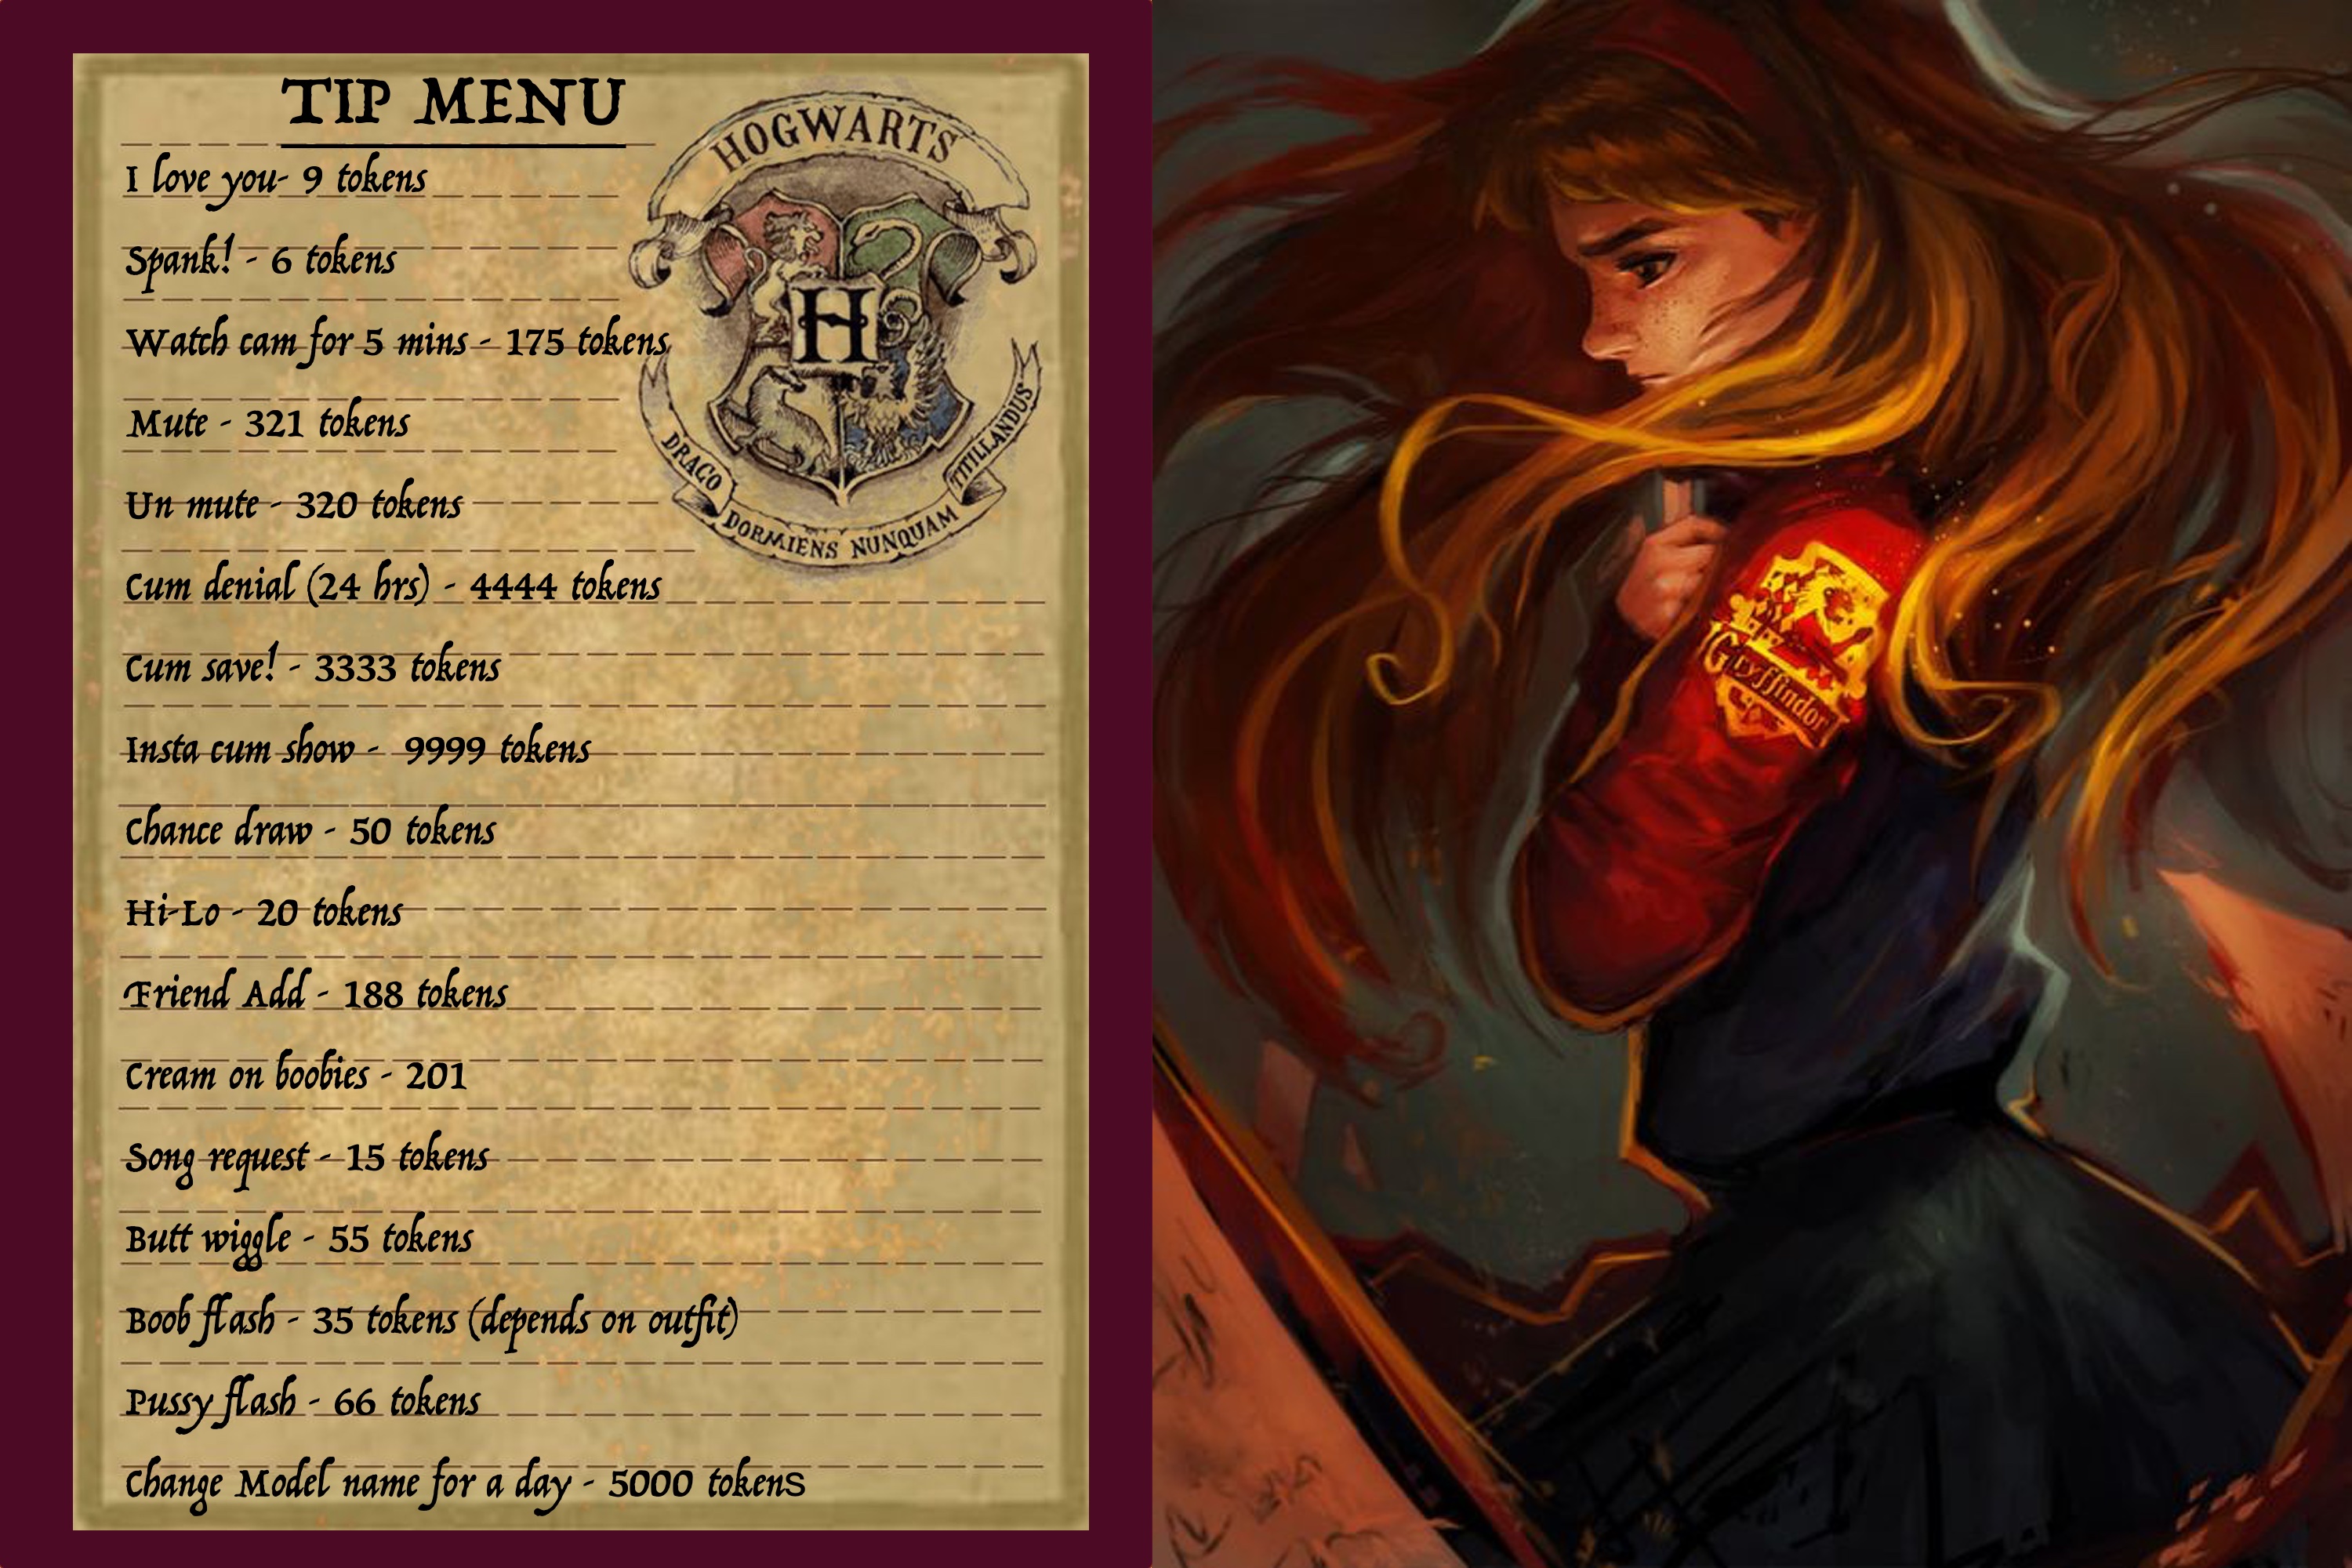 TIP MENU
I love you- 9 tokens
Spank! - 6 tokens
Watch cam for 5 mins - 175 tokens
Mute - 321 tokens
Un mute - 320 tokens
Cum denial (24 hrs) - 4444 tokens
Cum save! - 3333 tokens
Insta cum show - 9999 tokens
Chance draw - 50 tokens
Hi-Lo - 20 tokens
Friend Add - 188 tokens
Cream on boobies - 201
Song request - 15 tokens
Butt wiggle - 55 tokens
Boob flash - 35 tokens (depends on outfit)
Pussy flash - 66 tokens
Change Model name for a day - 5000 tokens
HOGWARTS
H
DRACO
DORMIENS NUNQUAM
TITILLANDUS
Gryffindor